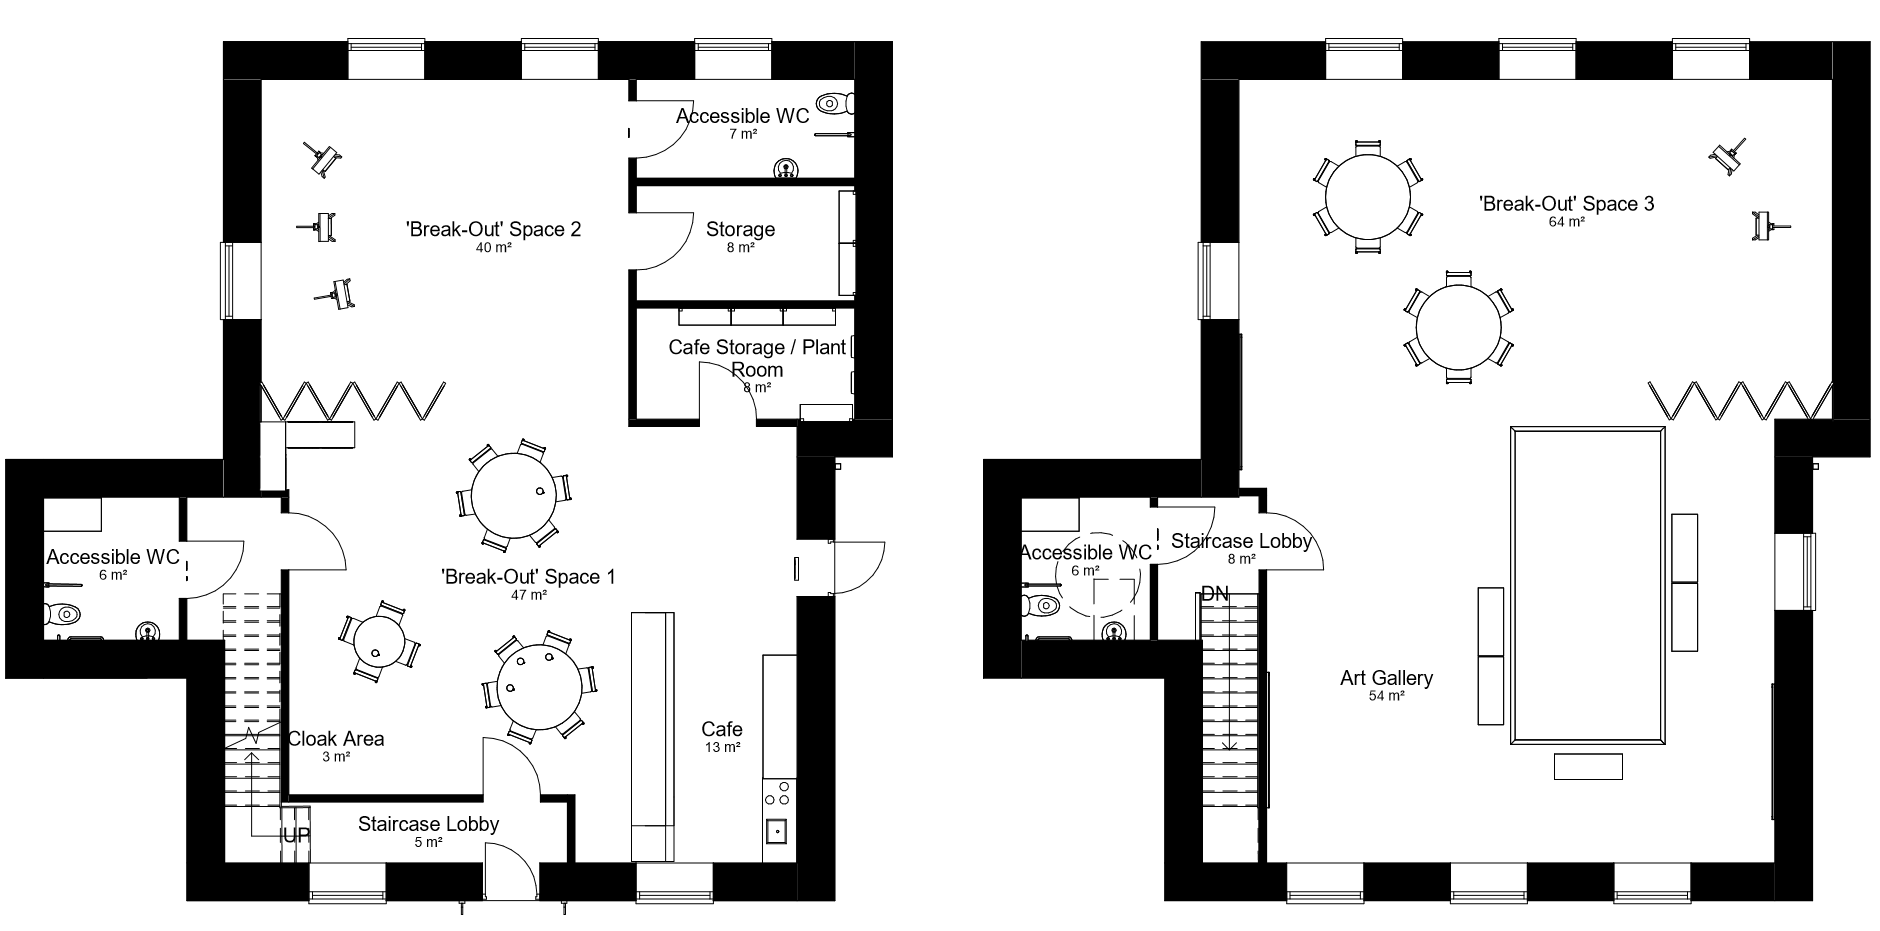 Accessible WC
7 m²
'Break-Out' Space 2
40 m²
Storage
8 m²
Cafe Storage / Plant
Room
8 m²
Accessible WC
6 m²
'Break-Out' Space 1
47 m²
Cloak Area
3 m²
Cafe
13 m²
Staircase Lobby
5 m²
UP
'Break-Out' Space 3
64 m²
Accessible WC
6 m²
Staircase Lobby
8 m²
DN
Art Gallery
54 m²